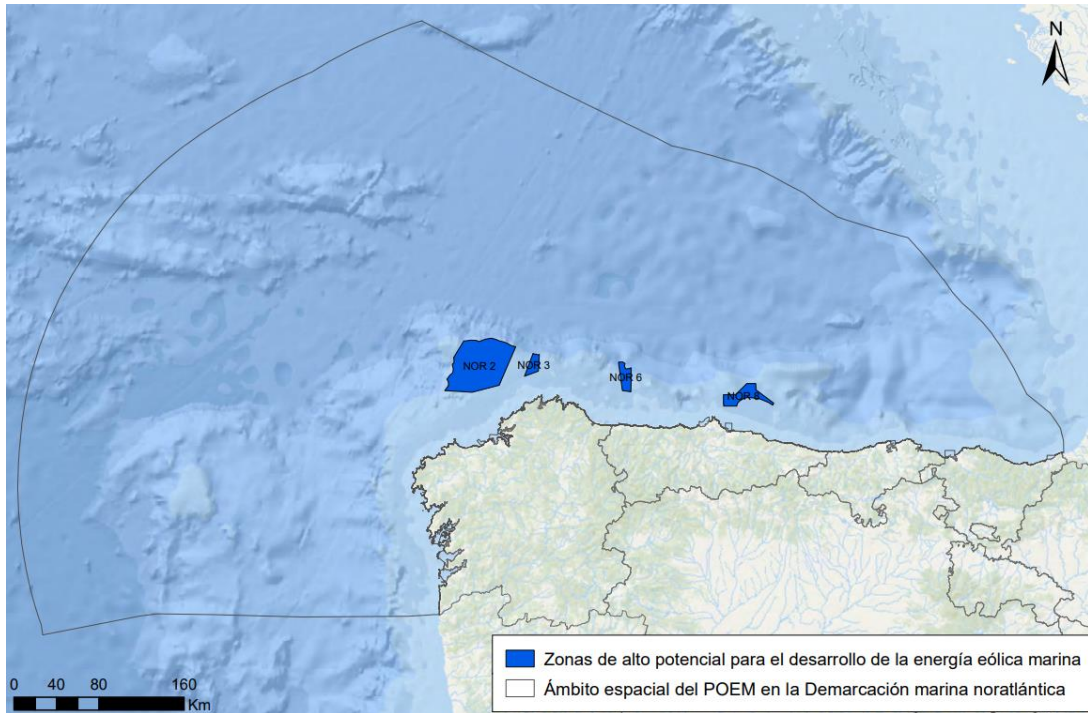 N
NOR 2
NOR 3
NOR 6
NOR 8
Zonas de alto potencial para el desarrollo de la energía eólica marina
Ámbito espacial del POEM en la Demarcación marina noratlántica
0 40 80 160
Km